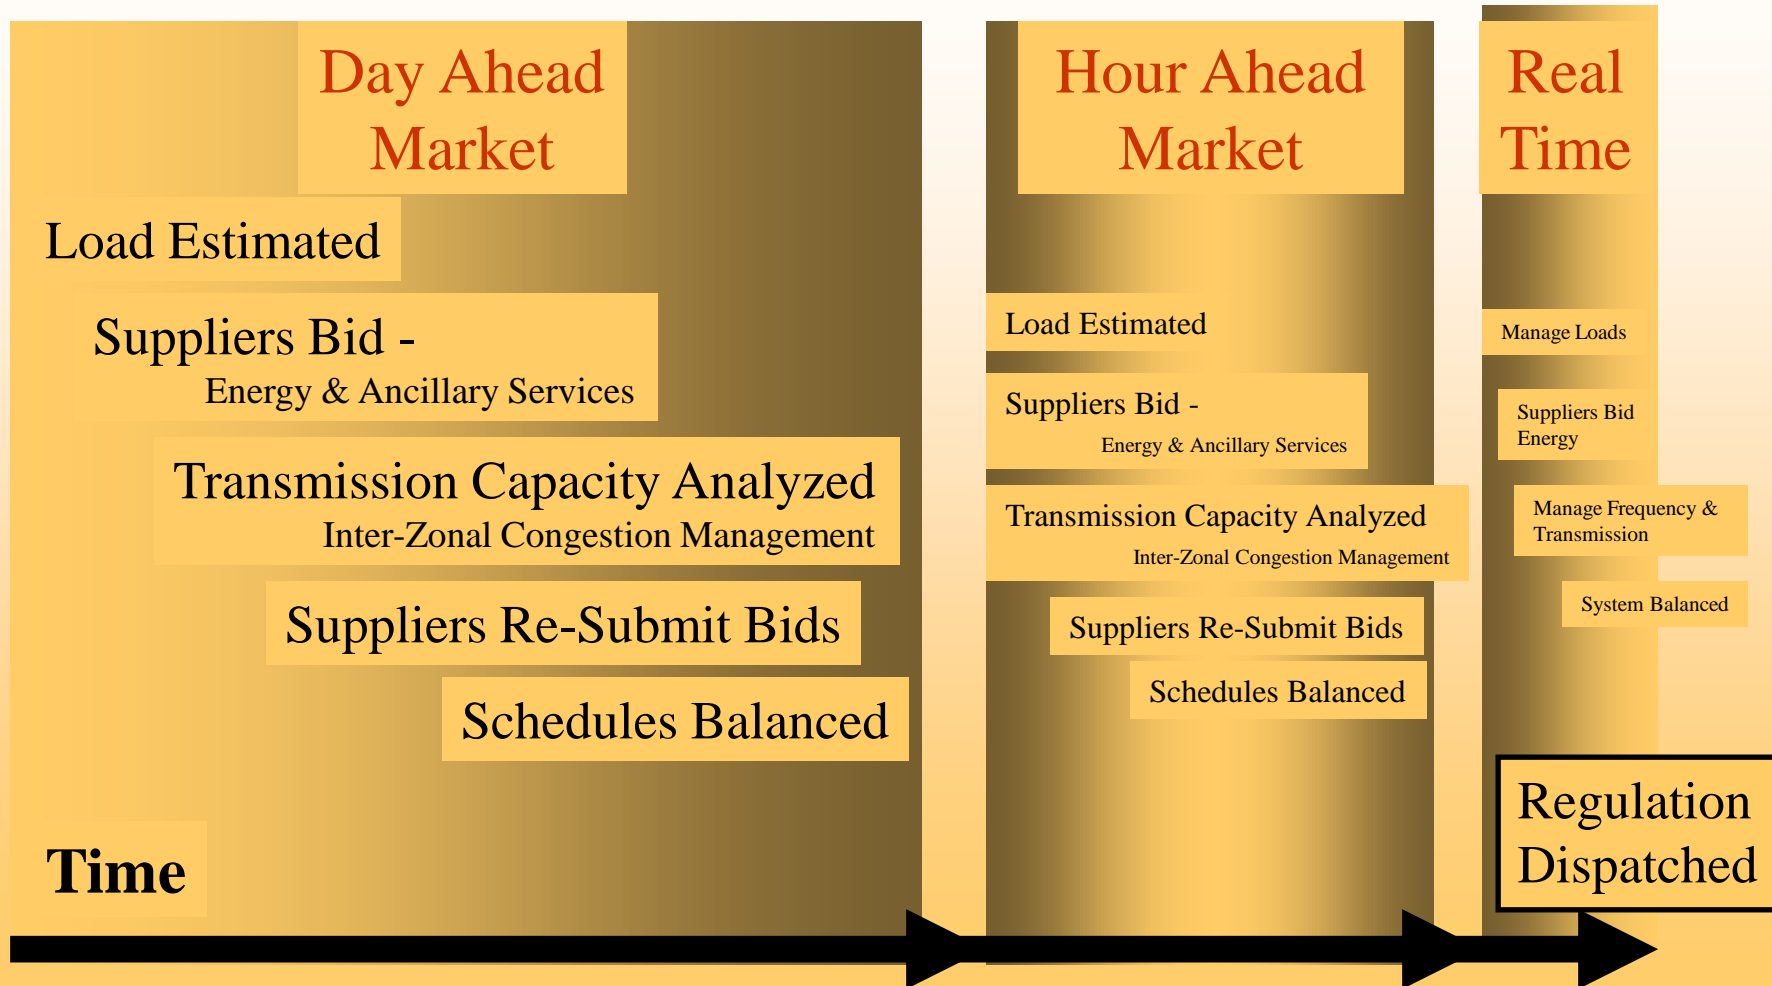 Day Ahead
Market
Load Estimated
Suppliers Bid -
Energy & Ancillary Services
Transmission Capacity Analyzed
Inter-Zonal Congestion Management
Suppliers Re-Submit Bids
Schedules Balanced
Time
Hour Ahead
Market
Load Estimated
Suppliers Bid -
Energy & Ancillary Services
Transmission Capacity Analyzed
Inter-Zonal Congestion Management
Suppliers Re-Submit Bids
Schedules Balanced
Real
Time
Manage Loads
Suppliers Bid
Energy
Manage Frequency &
Transmission
System Balanced
Regulation
Dispatched